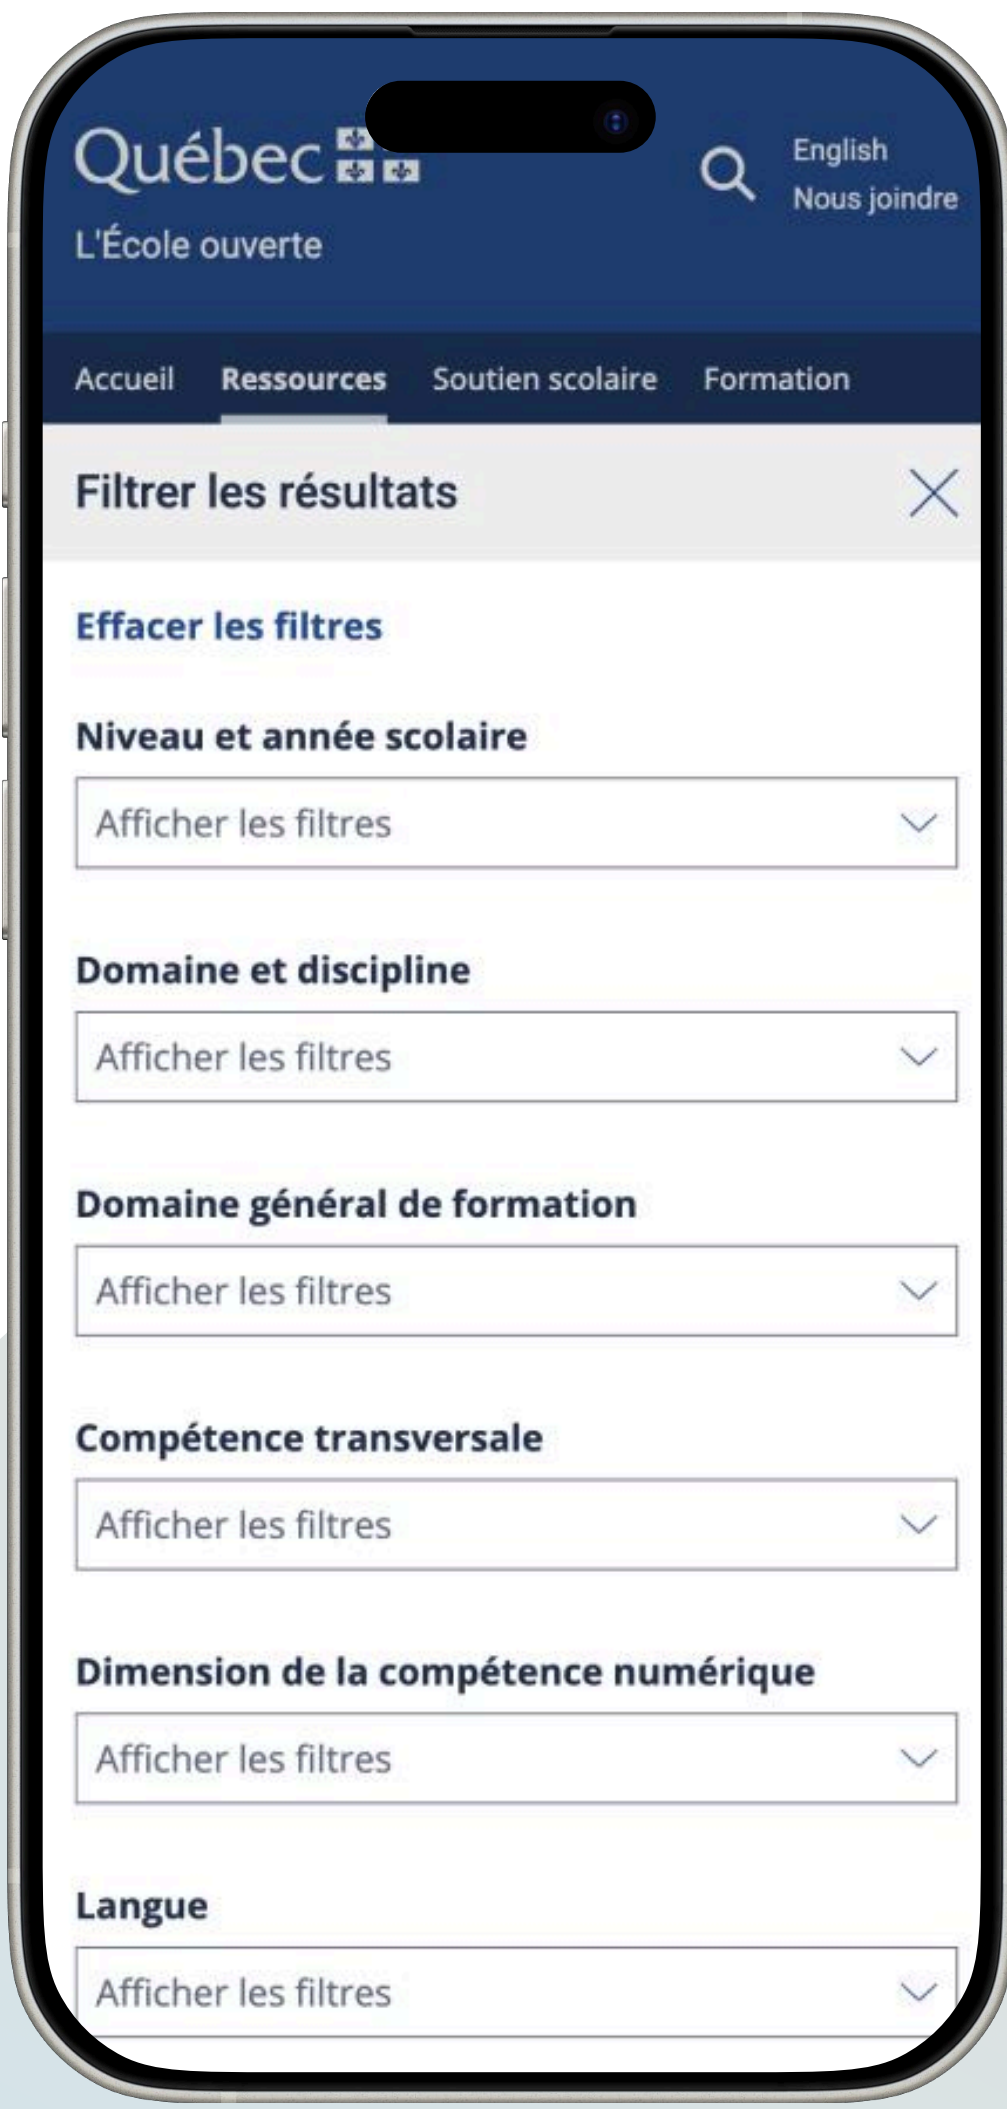 Québec
English
Nous joindre
L'École ouverte
Accueil Ressources Soutien scolaire Formation
Filtrer les résultats
Effacer les filtres
Niveau et année scolaire
Afficher les filtres
Domaine et discipline
Afficher les filtres
Domaine général de formation
Afficher les filtres
Compétence transversale
Afficher les filtres
Dimension de la compétence numérique
Afficher les filtres
Langue
Afficher les filtres